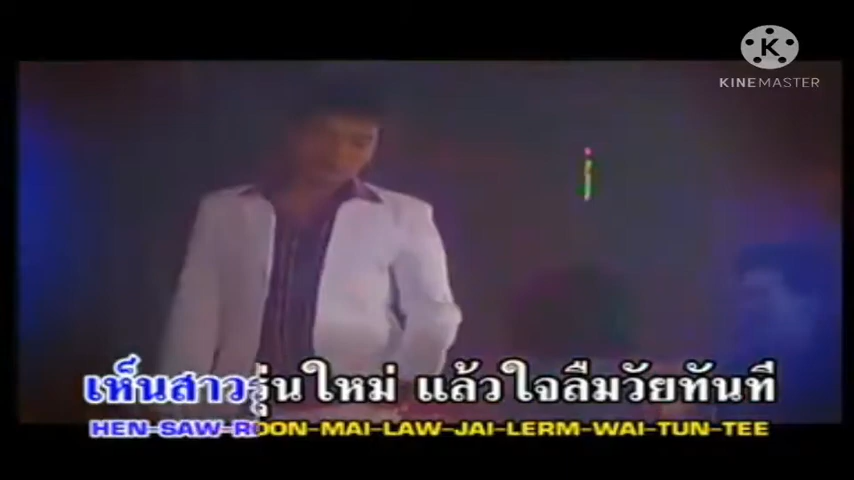 K
KINEMASTER
i
เห็นสาวรุ่นใหม่ แล้วใจลืมวัยทันที
HEN-SAW-ROON-MAI-LAW-JAI-LERM-WAI-TUN-TEE